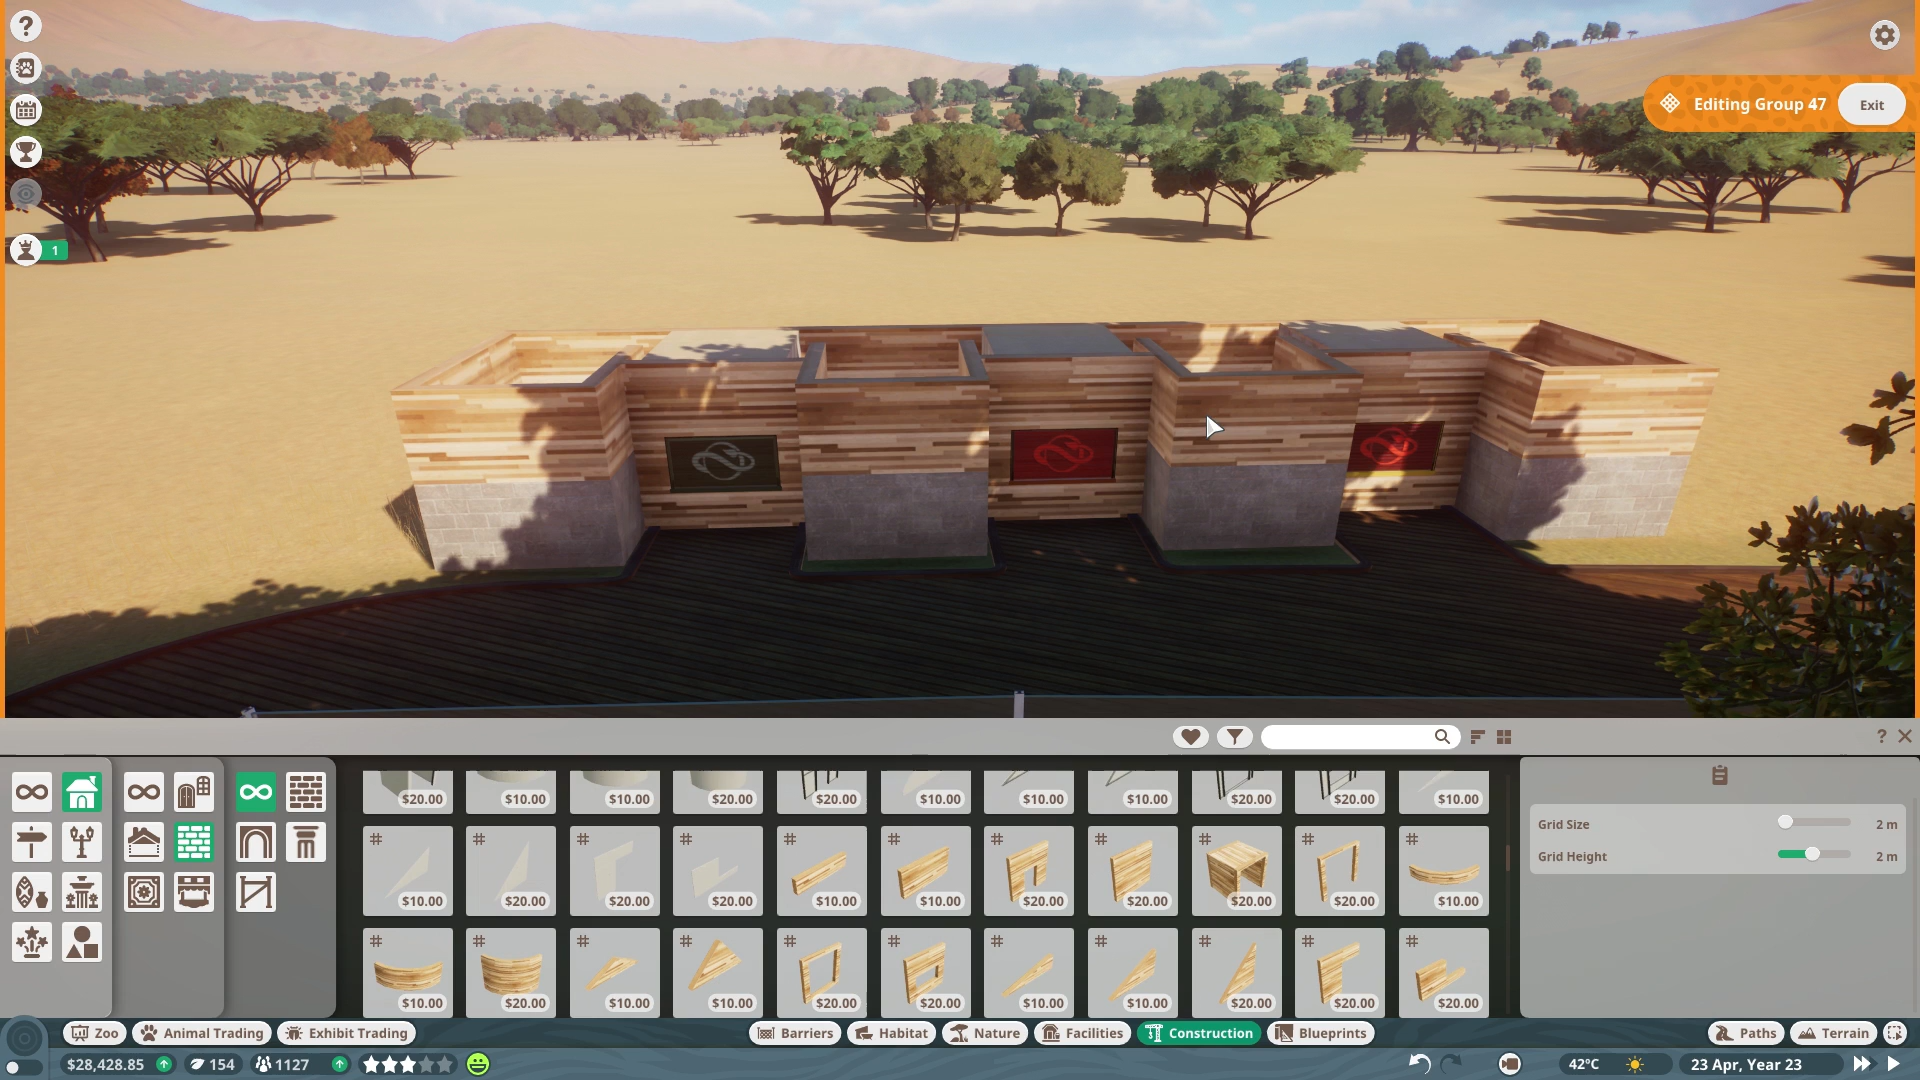 ?
Editing Group 47
Exit
1
?
$20.00 $10.00 $10.00 $20.00 $20.00 $10.00 $10.00 $10.00 $20.00 $20.00 $10.00
# # # # # # # # # # #
$10.00 $20.00 $20.00 $20.00 $10.00 $10.00 $20.00 $20.00 $20.00 $20.00 $10.00
# # # # # # # # # # #
$10.00 $20.00 $10.00 $10.00 $20.00 $20.00 $10.00 $10.00 $20.00 $20.00 $20.00
Grid Size 2 m
Grid Height 2 m
Zoo Animal Trading Exhibit Trading Barriers Habitat Nature Facilities Construction Blueprints Paths Terrain
$28,428.85 154 1127 42°C 23 Apr, Year 23